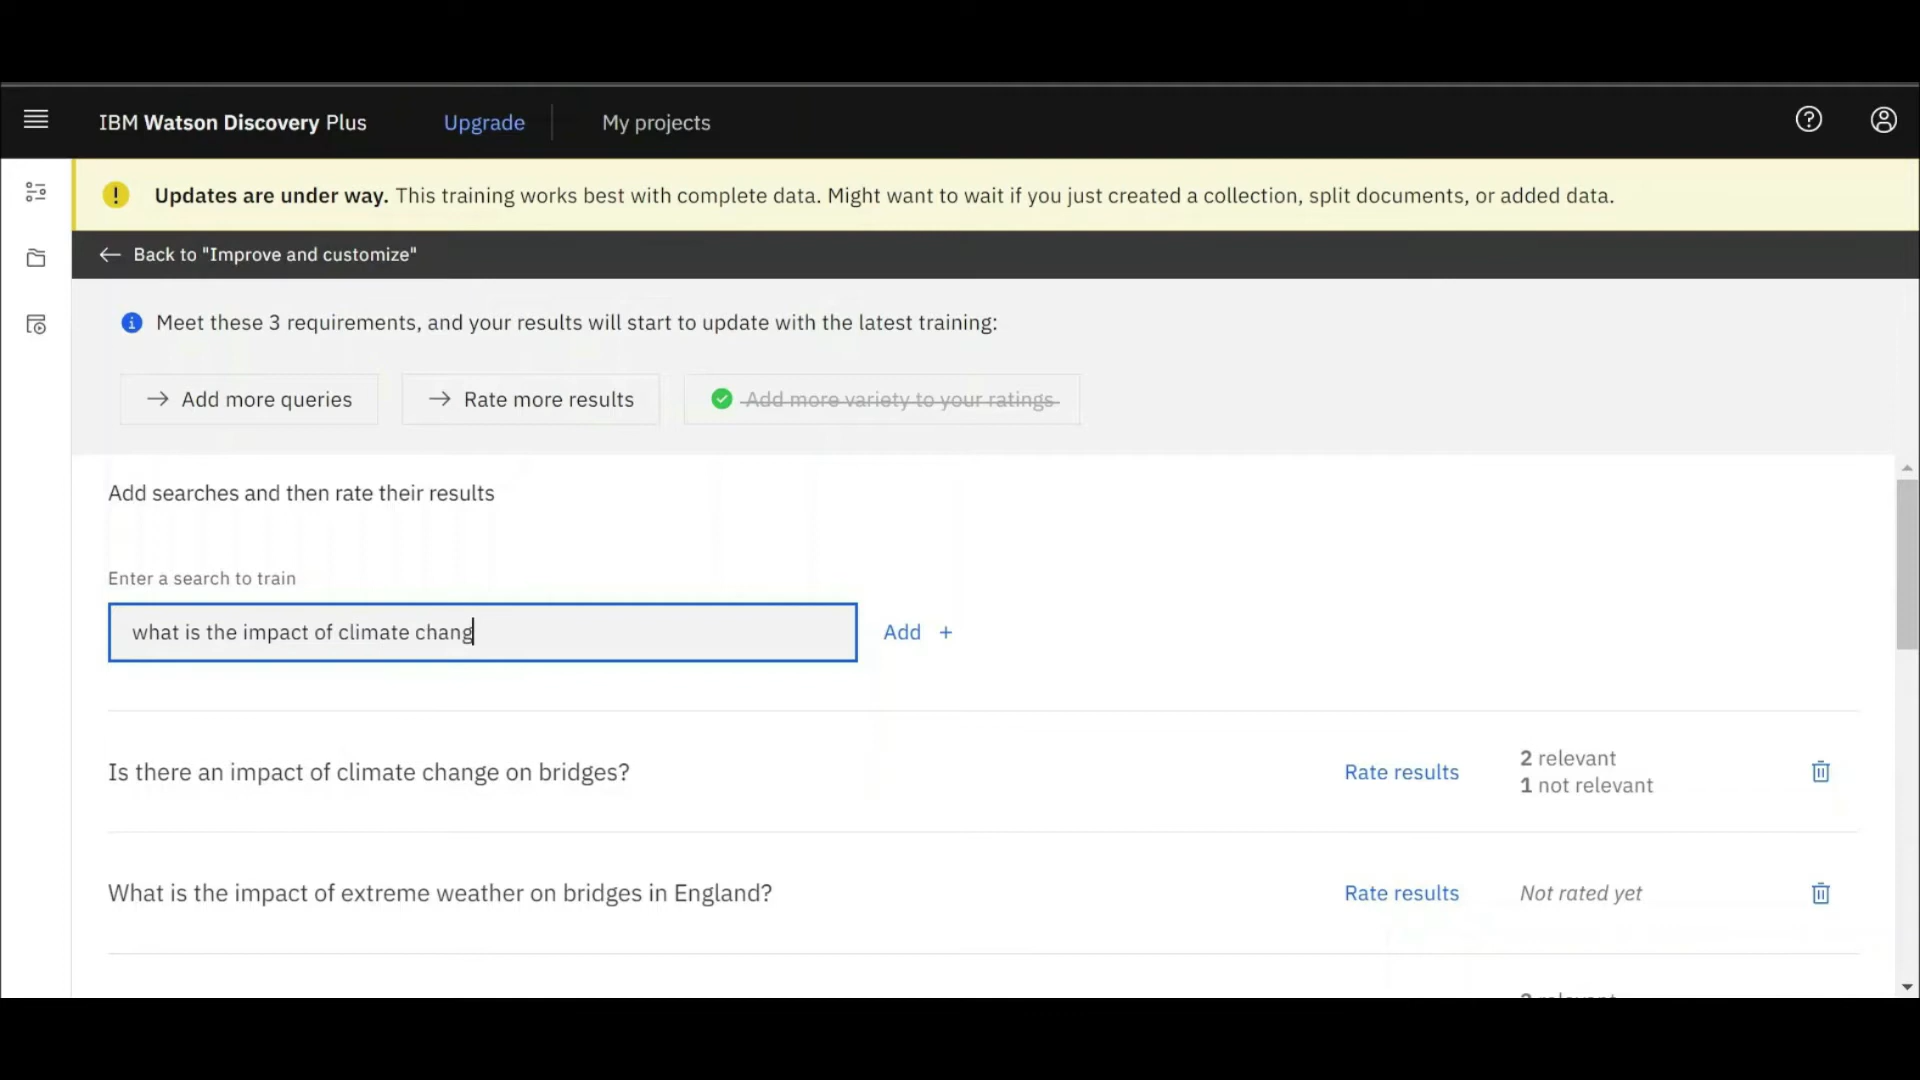 IBM Watson Discovery Plus
Upgrade
My projects
Updates are under way. This training works best with complete data. Might want to wait if you just created a collection, split documents, or added data.
Back to "Improve and customize"
Meet these 3 requirements, and your results will start to update with the latest training:
Add more queries
Rate more results
Add more variety to your ratings
Add searches and then rate their results
Enter a search to train
what is the impact of climate chang
Add +
Is there an impact of climate change on bridges?
Rate results
2 relevant
1 not relevant
What is the impact of extreme weather on bridges in England?
Rate results
Not rated yet